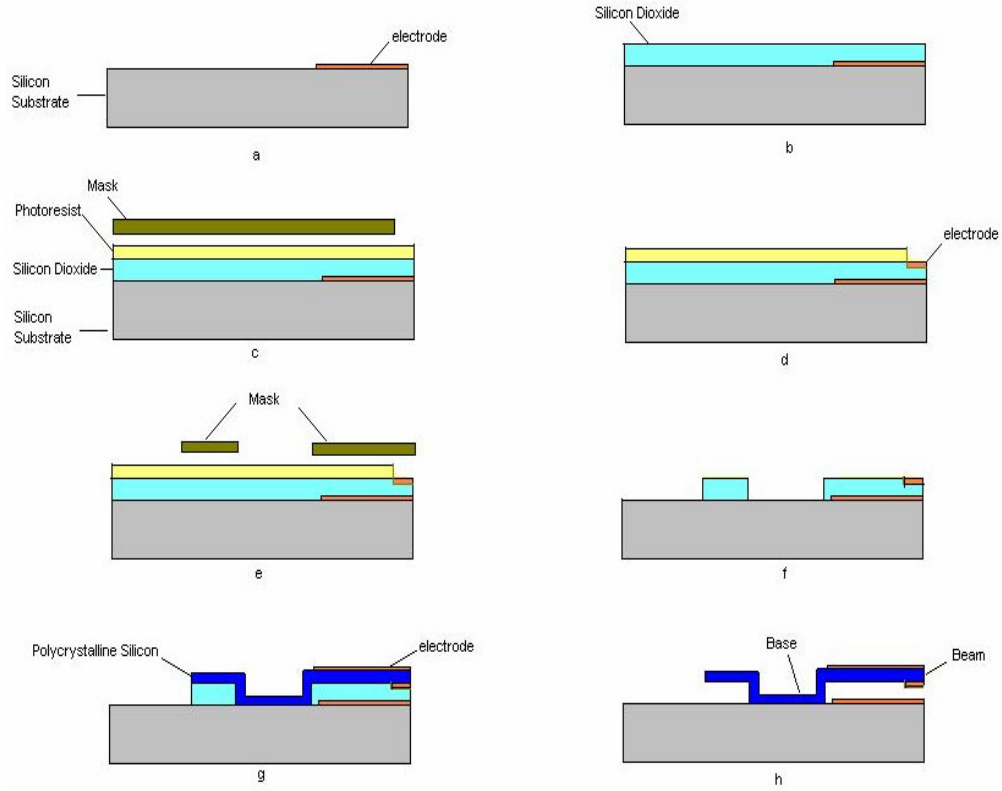 electrode
Silicon
Substrate
a
Silicon Dioxide
b
Mask
Photoresist
Silicon Dioxide
Silicon
Substrate
c
electrode
d
Mask
e
f
Polycrystalline Silicon
electrode
g
Base
Beam
h